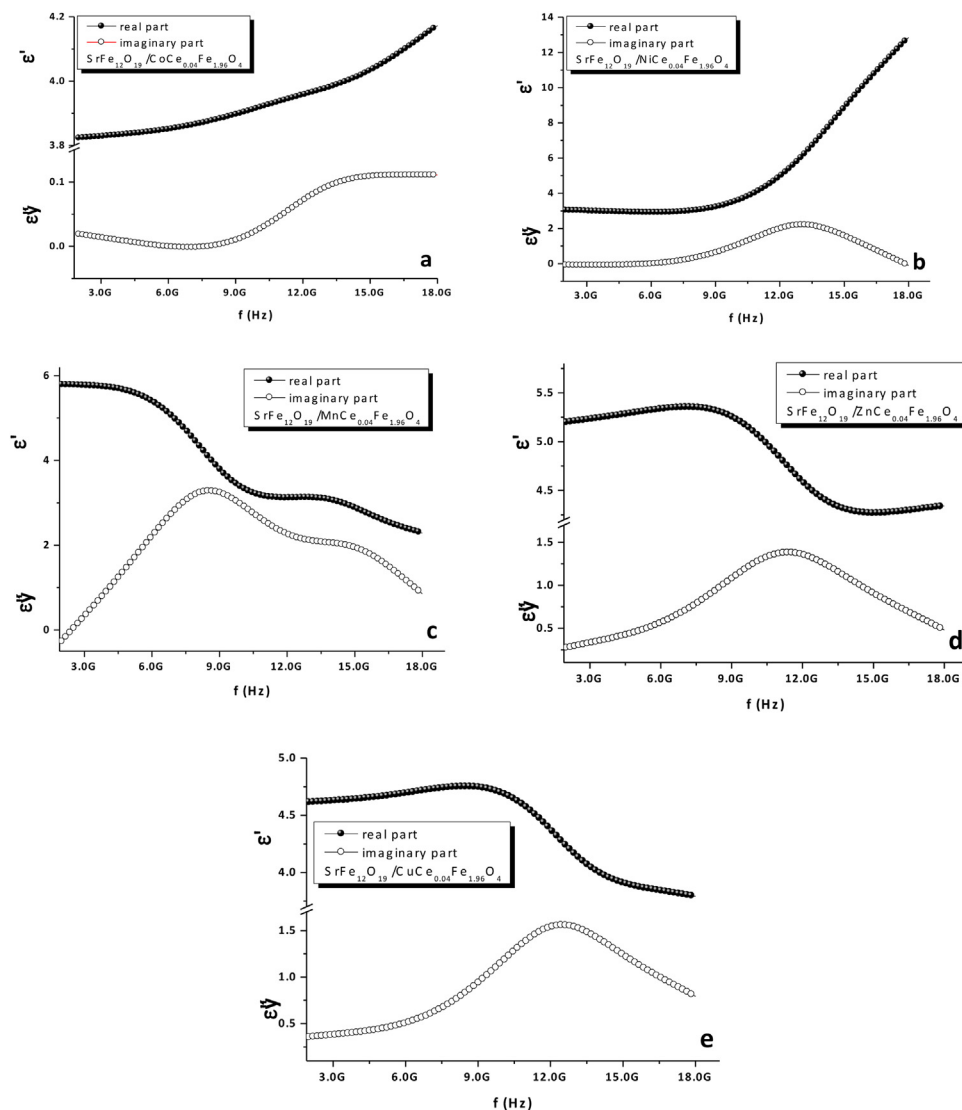 4.2
4.0
3.8
0.1
0.0
ε'
εÿ
real part
imaginary part
SrFe12O19/CoCe0.04Fe1.96O4
a
3.0G 6.0G 9.0G 12.0G 15.0G 18.0G
f (Hz)
14
12
10
8
6
4
2
0
ε'
εÿ
real part
imaginary part
SrFe12O19/NiCe0.04Fe1.96O4
b
3.0G 6.0G 9.0G 12.0G 15.0G 18.0G
f (Hz)
6
4
2
0
ε'
εÿ
real part
imaginary part
SrFe12O19/MnCe0.04Fe1.96O4
c
3.0G 6.0G 9.0G 12.0G 15.0G 18.0G
f (Hz)
5.5
5.0
4.5
1.5
1.0
0.5
ε'
εÿ
real part
imaginary part
SrFe12O19/ZnCe0.04Fe1.96O4
d
3.0G 6.0G 9.0G 12.0G 15.0G 18.0G
f (Hz)
5.0
4.5
4.0
1.5
1.0
0.5
ε'
εÿ
real part
imaginary part
SrFe12O19/CuCe0.04Fe1.96O4
e
3.0G 6.0G 9.0G 12.0G 15.0G 18.0G
f (Hz)